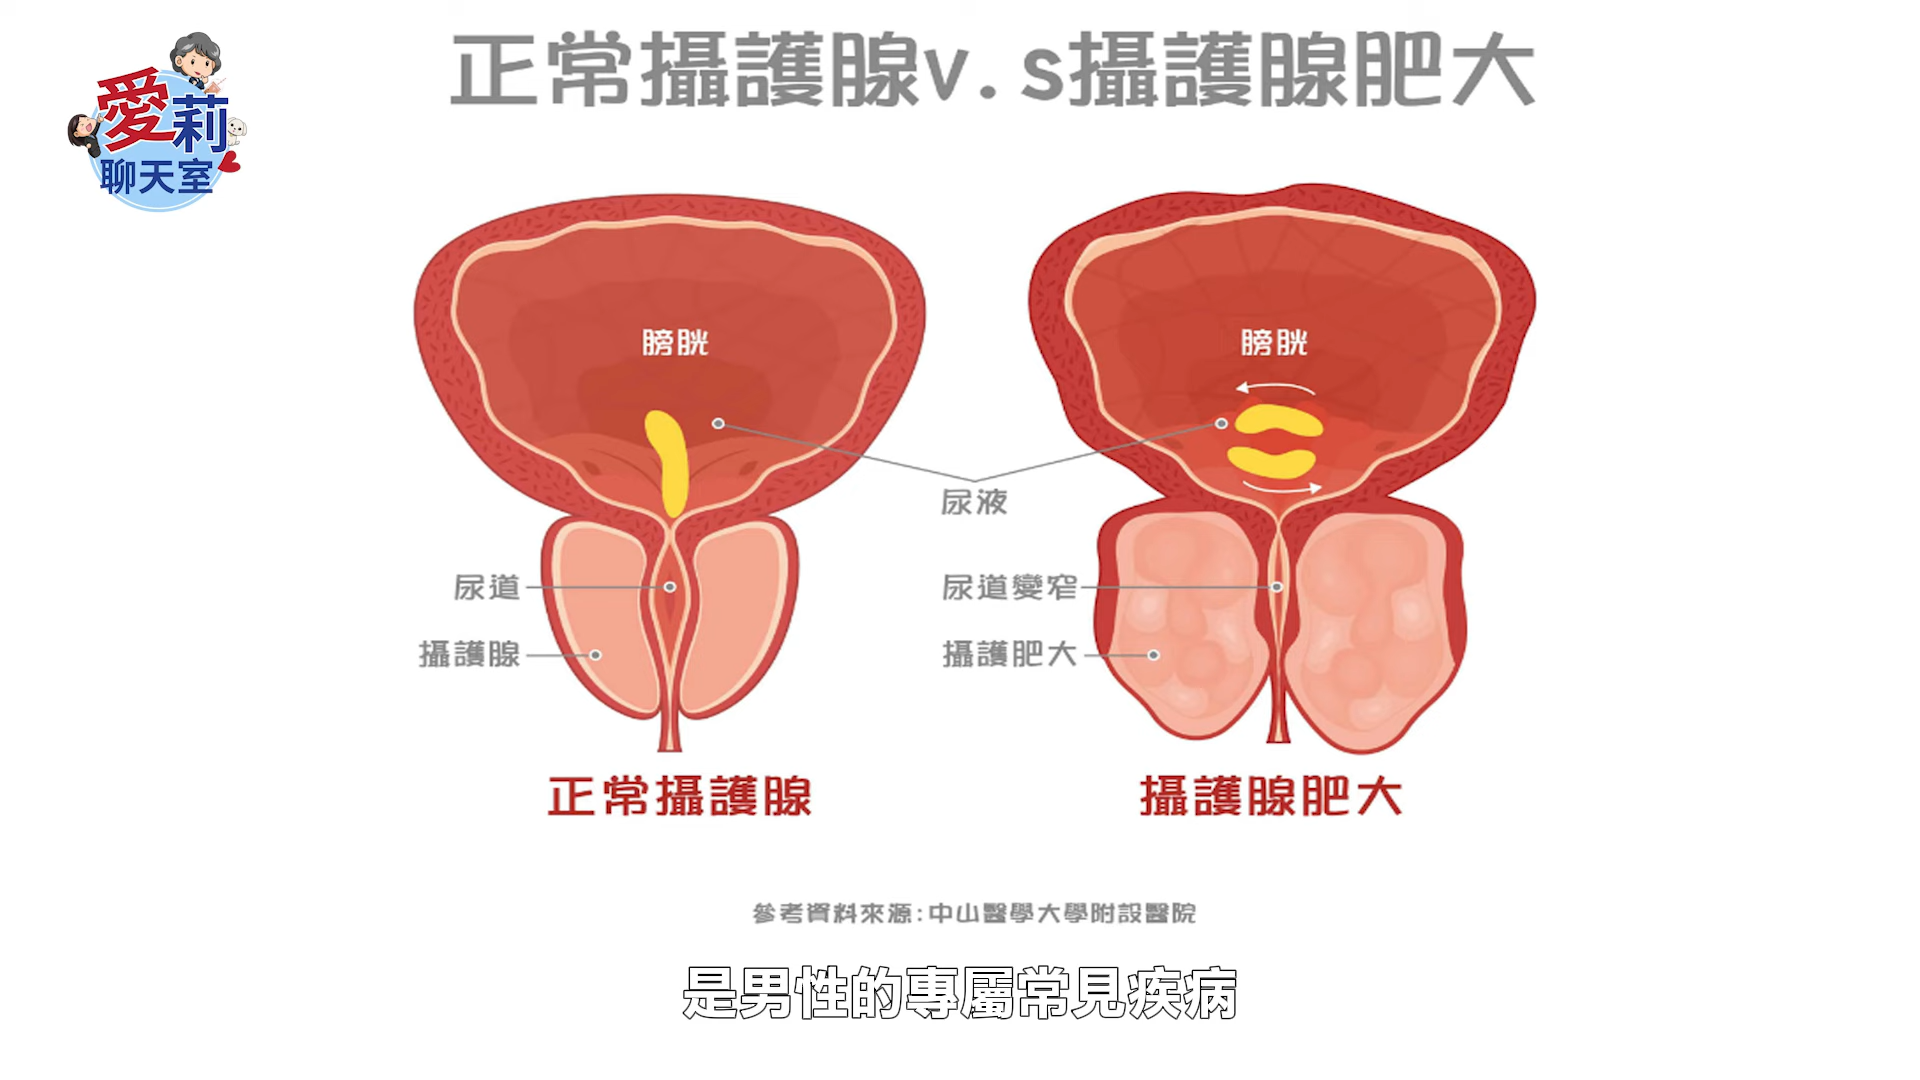 愛莉
聊天室
正常攝護腺v.s攝護腺肥大
膀胱
膀胱
尿液
尿道
尿道變窄
攝護腺
攝護肥大
正常攝護腺
攝護腺肥大
參考資料來源:中山醫學大學附設醫院
是男性的專屬常見疾病